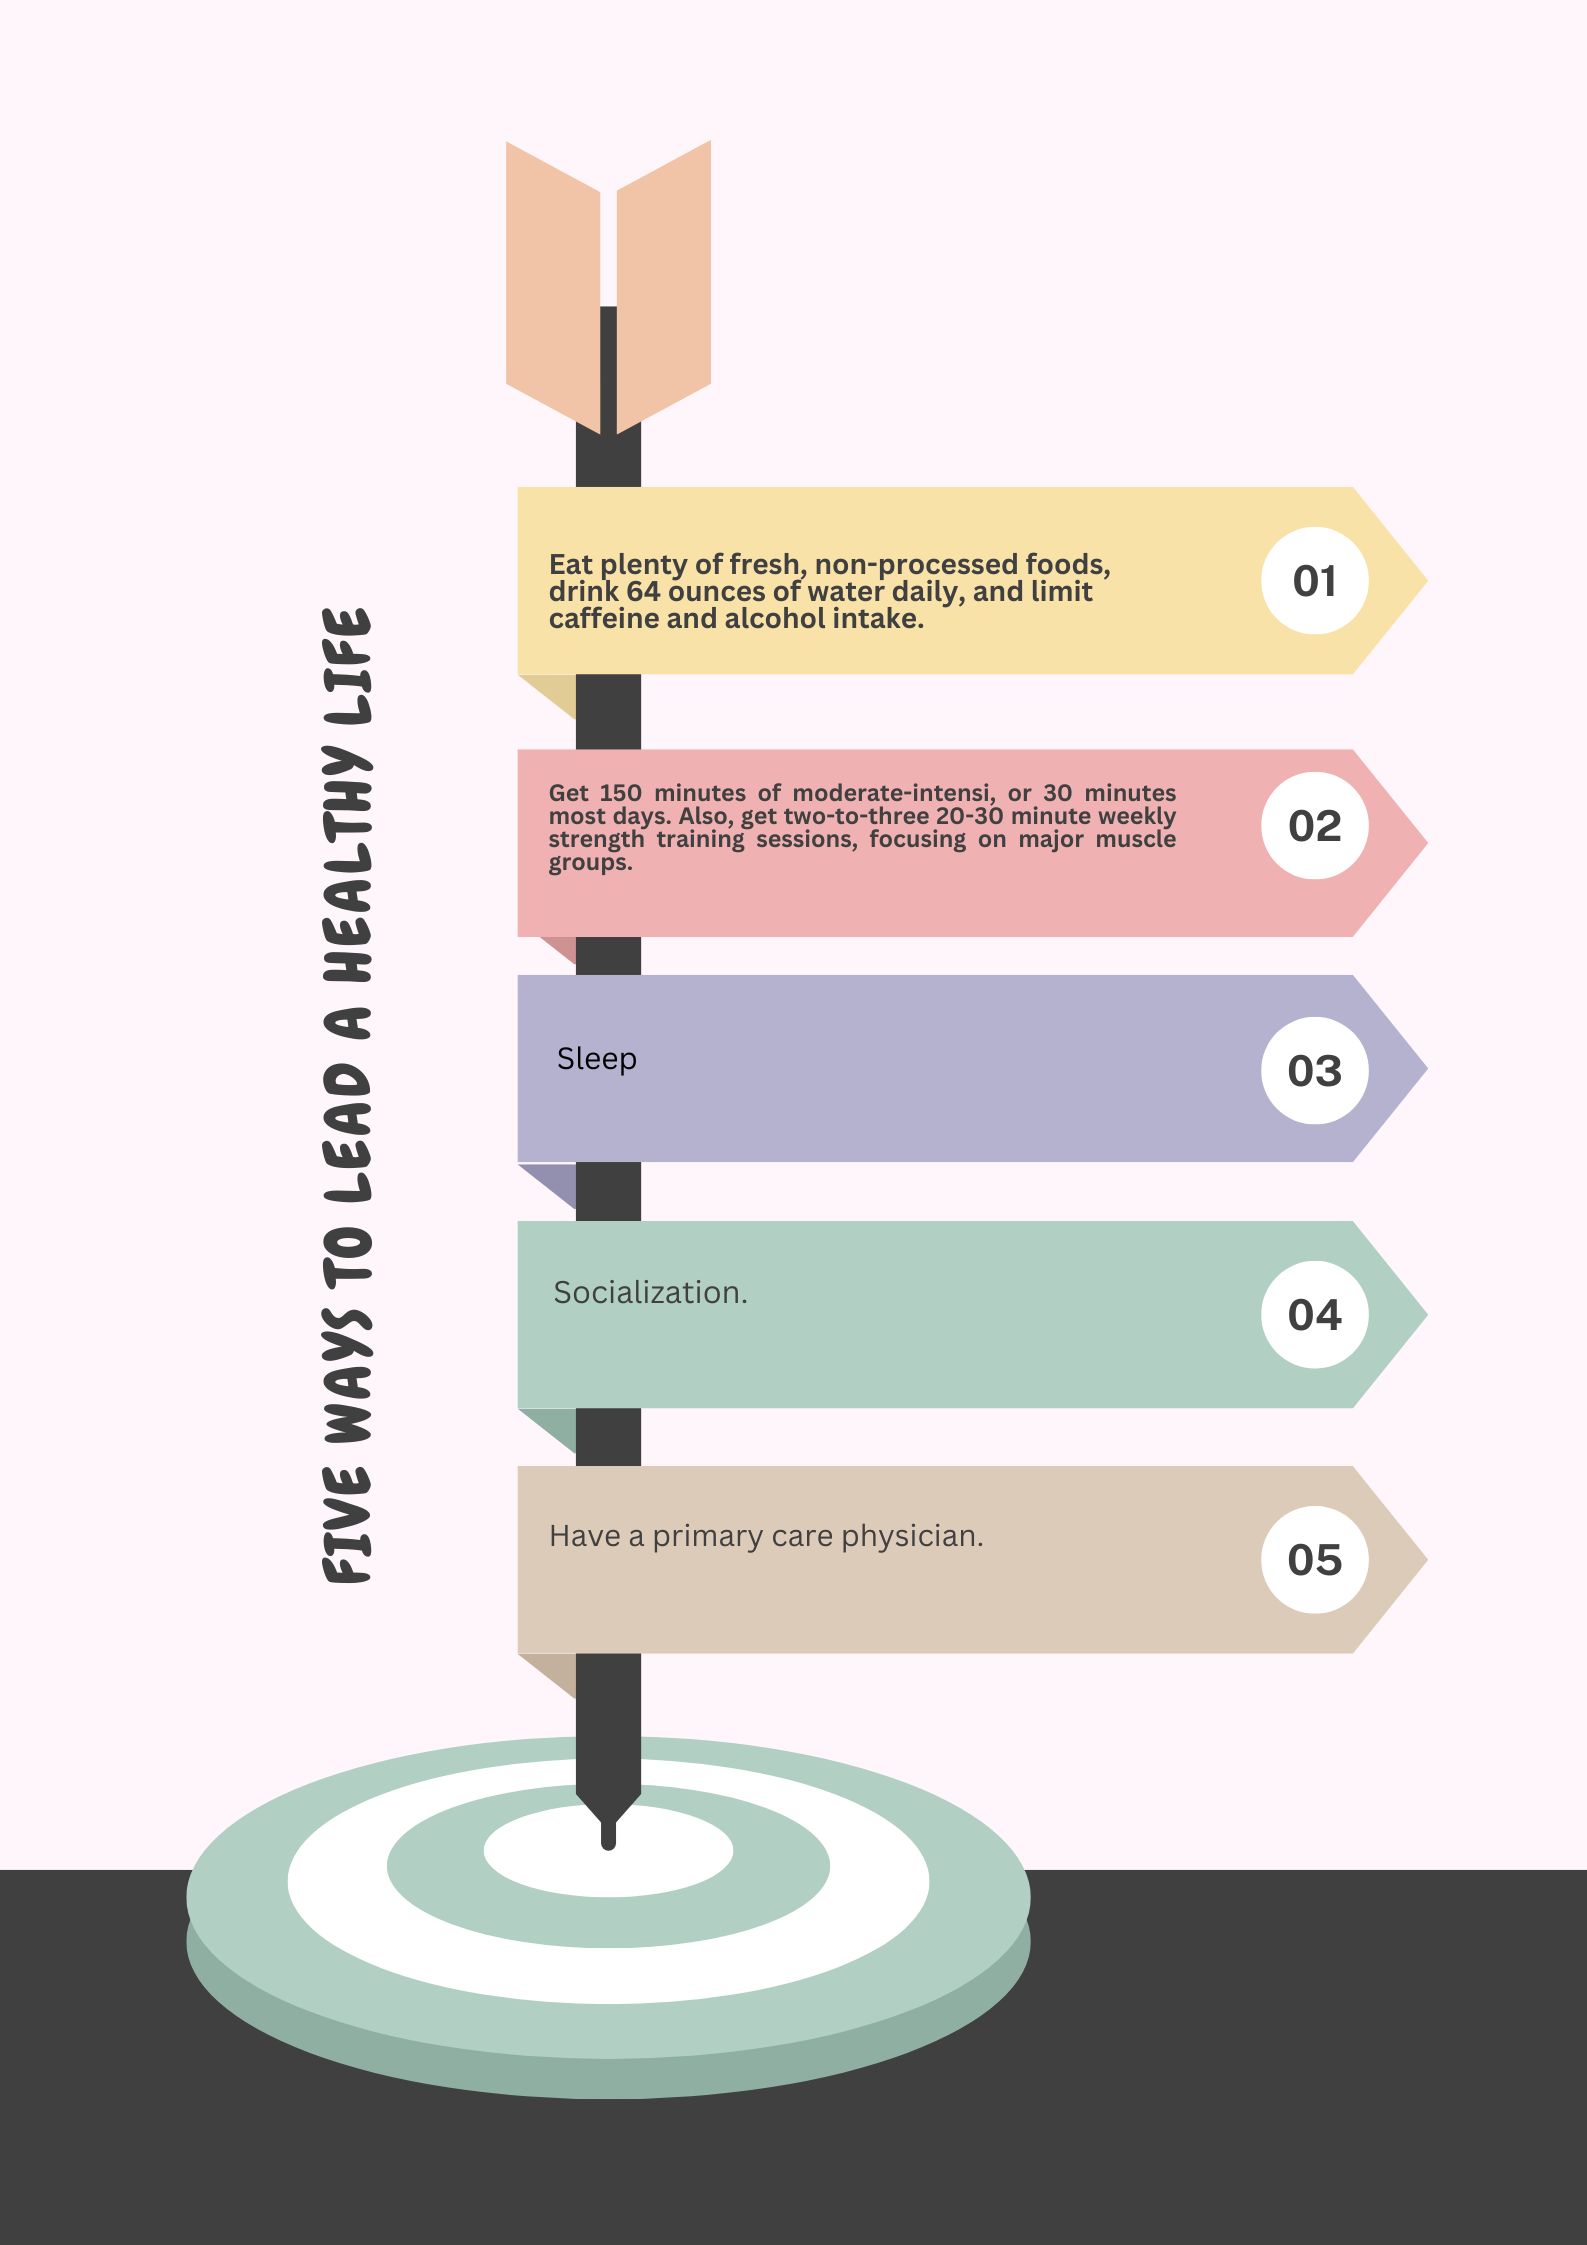 FIVE WAYS TO LEAD A HEALTHY LIFE
Eat plenty of fresh, non-processed foods,
drink 64 ounces of water daily, and limit
caffeine and alcohol intake.
01
Get 150 minutes of moderate-intensi, or 30 minutes
most days. Also, get two-to-three 20-30 minute weekly
strength training sessions, focusing on major muscle
groups.
02
Sleep
03
Socialization.
04
Have a primary care physician.
05